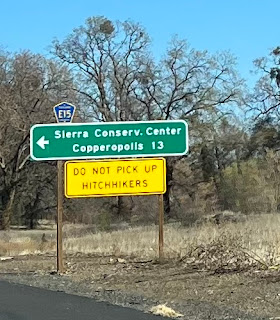 E15
Sierra Conserv. Center
Copperopolis 13
DO NOT PICK UP
HITCHHIKERS